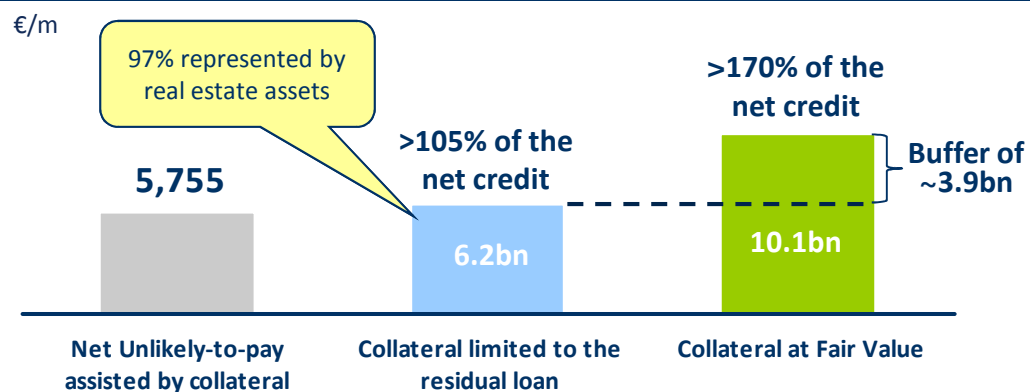 €/m
97% represented by
real estate assets
5,755
>105% of the
net credit
6.2bn
>170% of the
net credit
10.1bn
Buffer of
~3.9bn
Net Unlikely-to-pay
assisted by collateral
Collateral limited to the
residual loan
Collateral at Fair Value